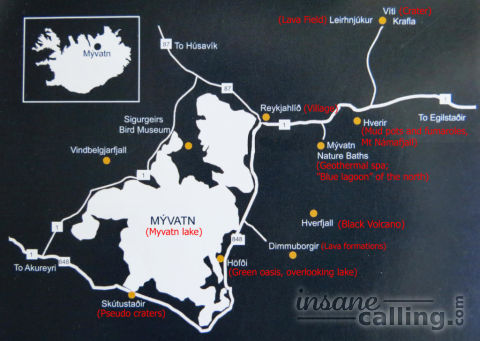 Víti (Crater)
(Lava Field) Leirhnjúkur Krafla
Mývatn
To Húsavík
87
87
1
Reykjahlíð (Village)
To Egilstaðir
1
Hverir
(Mud pots and hot fumes, Mt Námafjall)
Sigurgeirs
Bird Museum
Mývatn
Nature Baths
(Geothermal spa,
"Blue lagoon" of the north)
Vindbelgjarfjall
1
Hverfjall (Black Volcano)
MÝVATN
(Myvatn lake)
1
848
Dimmuborgir (Lava formations)
Höfði
(Green oasis, overlooking lake)
1
848
To Akureyri
Skútustaðir
(Pseudo craters)
insane
calling.com